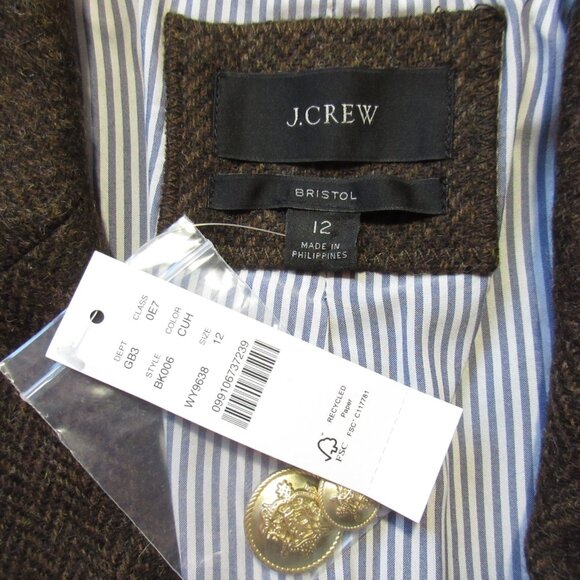 J.CREW
BRISTOL
12
MADE IN
PHILIPPINES
DEPT CLASS
GB3 0E7
STYLE COLOR
BK006 CUH
SIZE
WY9638 12
099106737239
RECYCLED
Paper
FSC® C117781
FSC